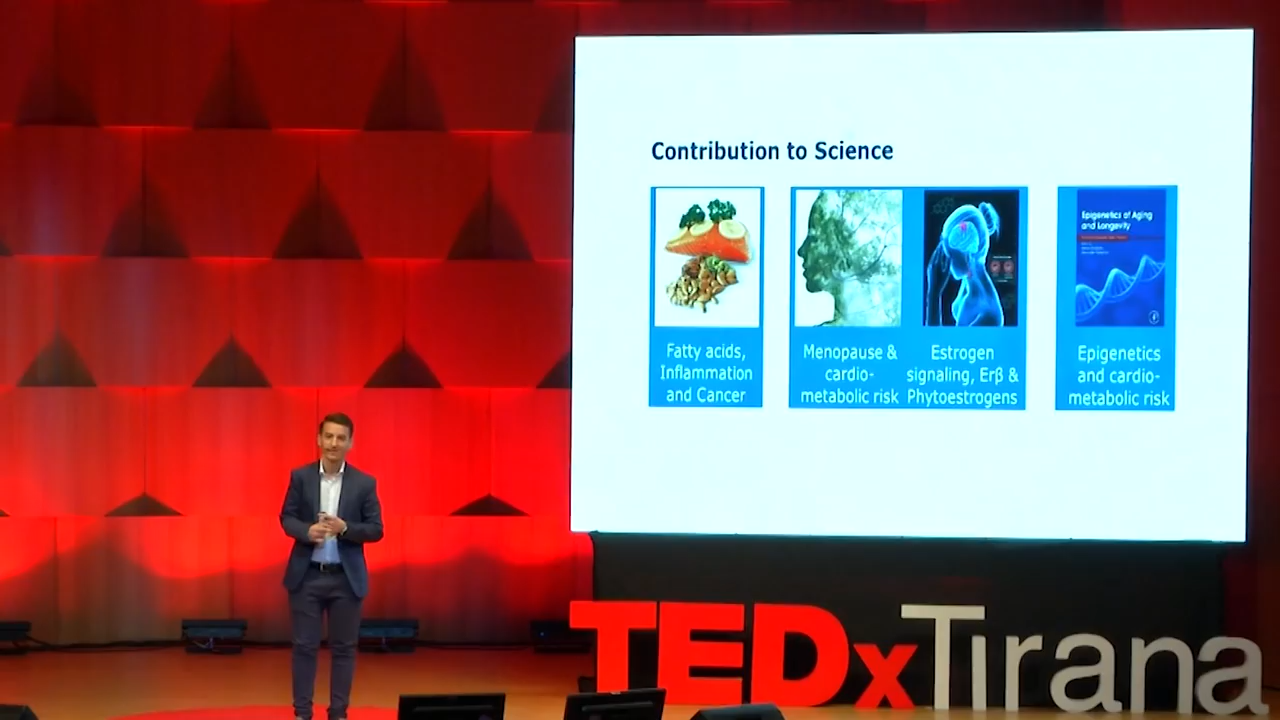 Contribution to Science
Epigenetics of Aging
and Longevity
Fatty acids,
Inflammation
and Cancer
Menopause &
cardio-
metabolic risk
Estrogen
signaling, Erβ &
Phytoestrogens
Epigenetics
and cardio-
metabolic risk
TEDxTirana